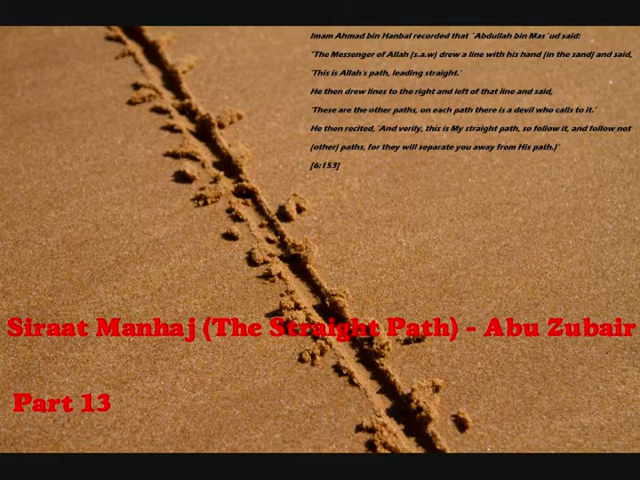 Imam Ahmad bin Hanbal recorded that `Abdullah bin Mas`ud said:
"The Messenger of Allah (s.a.w) drew a line with his hand (in the sand) and said,
'This is Allah's path, leading straight.'
He then drew lines to the right and left of that line and said,
'These are the other paths, on each path there is a devil who calls to it.'
He then recited, 'And verily, this is My straight path, so follow it, and follow not
(other) paths, for they will separate you away from His path.)'
[6:153]
Siraat Manhaj (The Straight Path) - Abu Zubair
Part 13